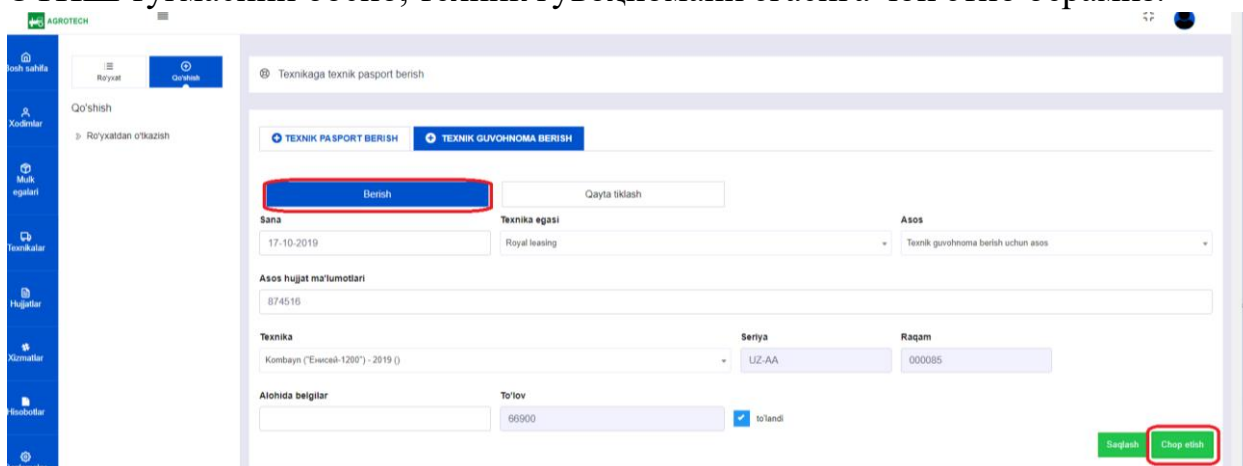 AGROTECH
Ro'yxat
Qo'shish
Texnikaga texnik pasport berish
Xodimlar
Qo'shish
Ro'yxatdan o'tkazish
TEXNIK PASPORT BERISH
TEXNIK GUVOHNOMA BERISH
Mulk
egalari
Berish
Qayta tiklash
Sana
Texnika egasi
Asos
Texnikalar
17-10-2019
Royal leasing
Texnik guvohnoma berish uchun asos
Asos hujjat ma'lumotlari
Hujjatlar
874516
Texnika
Seriya
Raqam
Xizmatlar
Kombayn ("Енисей-1200") - 2019 ()
UZ-AA
000085
Alohida belgilar
To'lov
Hisobotlar
66900
to'landi
Saqlash
Chop etish